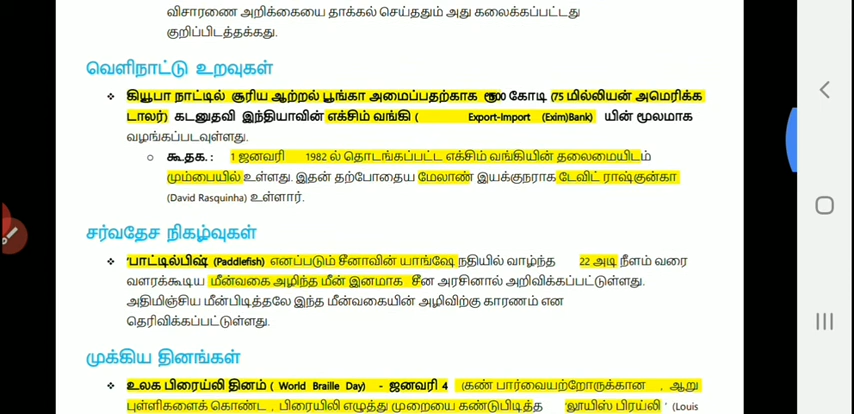 விசாரணை அறிக்கையை தாக்கல் செய்ததும் அது கலைக்கப்பட்டது
குறிப்பிடத்தக்கது.
வெளிநாட்டு உறவுகள்
❖ கியூபா நாட்டில் சூரிய ஆற்றல் பூங்கா அமைப்பதற்காக கோடி (75 மில்லியன் அமெரிக்க
டாலர்) கடனுதவி இந்தியாவின் எக்சிம் வங்கி ( Export-Import (Exim)Bank) யின் மூலமாக
வழங்கப்படவுள்ளது.
○ கூ.தக. : 1 ஜனவரி 1982 ல் தொடங்கப்பட்ட எக்சிம் வங்கியின் தலைமையிடம்
மும்பையில் உள்ளது. இதன் தற்போதைய மேலாண் இயக்குநராக டேவிட் ராஷ்குன்கா
(David Rasquinha) உள்ளார்.
சர்வதேச நிகழ்வுகள்
❖ 'பாட்டில்பிஷ் (Paddlefish) எனப்படும் சீனாவின் யாங்ஷே நதியில் வாழ்ந்த 22 அடி நீளம் வரை
வளரக்கூடிய மீன்வகை அழிந்த மீன் இனமாக சீன அரசினால் அறிவிக்கப்பட்டுள்ளது.
அதிமிஞ்சிய மீன்பிடித்தலே இந்த மீன்வகையின் அழிவிற்கு காரணம் என
தெரிவிக்கப்பட்டுள்ளது.
முக்கிய தினங்கள்
❖ உலக பிரைய்லி தினம் ( World Braille Day) - ஜனவரி 4 (கண் பார்வையற்றோருக்கான , ஆறு
புள்ளிகளைக் கொண்ட , பிரையிலி எழுத்து முறையை கண்டுபிடித்த 'லூயிஸ் பிரய்லி ' (Louis